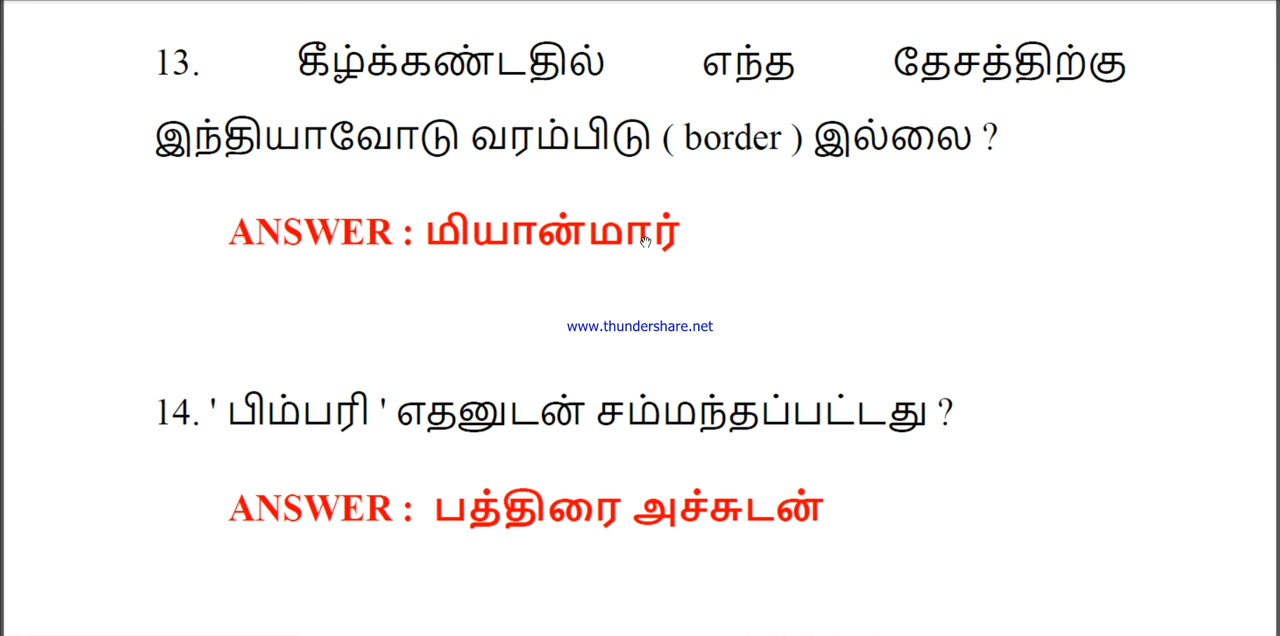 13. கீழ்க்கண்டதில் எந்த தேசத்திற்கு
இந்தியாவோடு வரம்பிடு ( border ) இல்லை ?
ANSWER : மியான்மார்
www.thundershare.net
14. ' பிம்பரி ' எதனுடன் சம்மந்தப்பட்டது ?
ANSWER : பத்திரை அச்சுடன்